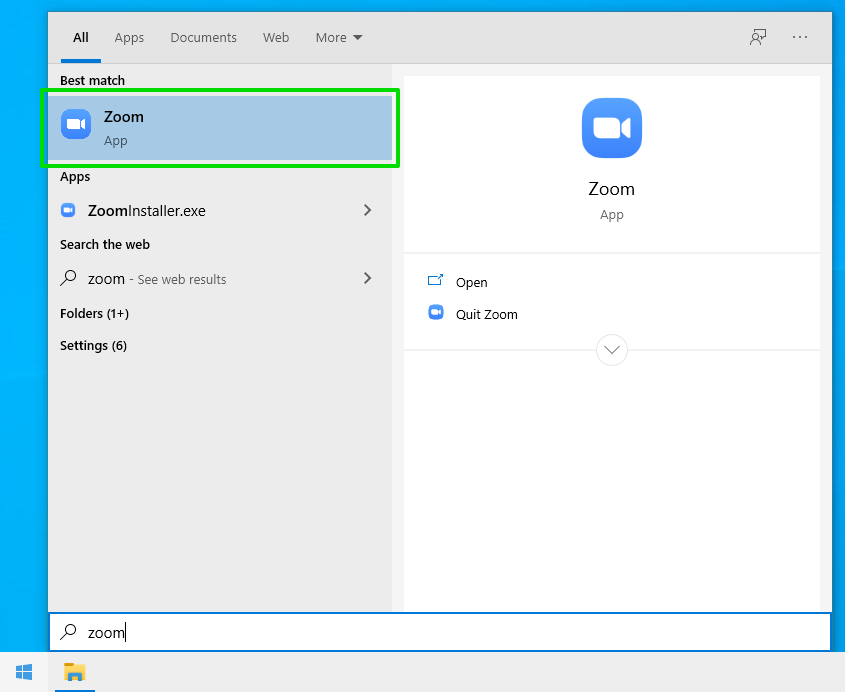 All Apps Documents Web More
Best match
Zoom
App
Apps
ZoomInstaller.exe
Search the web
zoom - See web results
Folders (1+)
Settings (6)
Zoom
App
Open
Quit Zoom
zoom